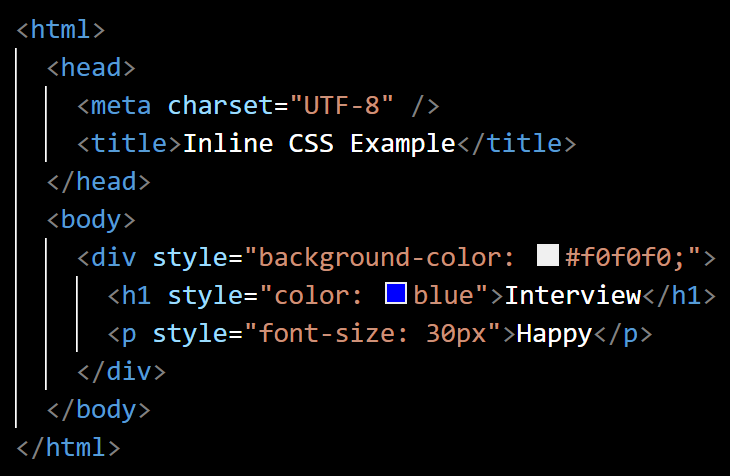 <html>
<head>
<meta charset="UTF-8" />
<title>Inline CSS Example</title>
</head>
<body>
<div style="background-color: #f0f0f0;">
<h1 style="color: blue">Interview</h1>
<p style="font-size: 30px">Happy</p>
</div>
</body>
</html>